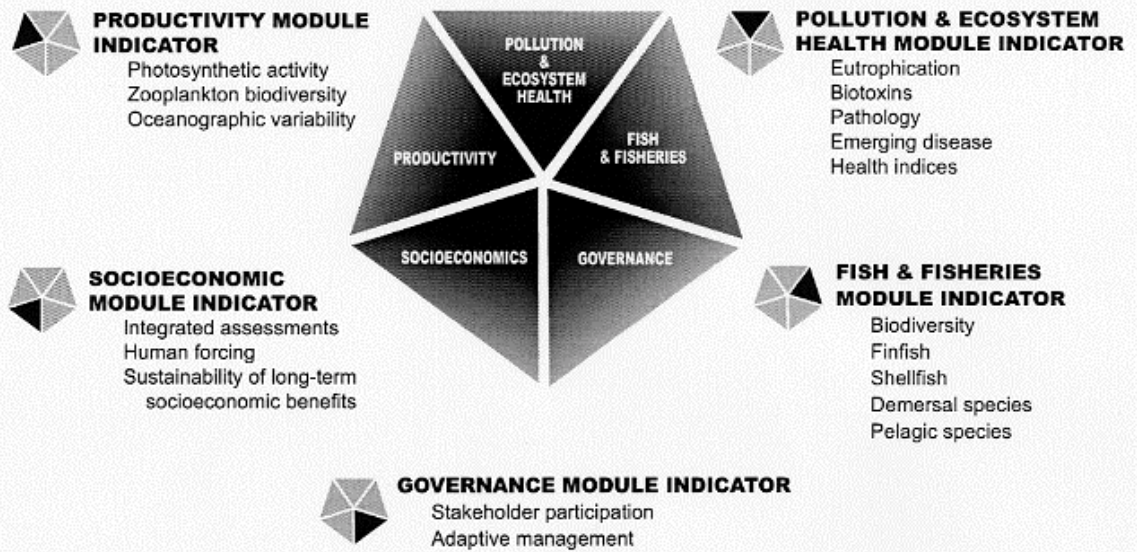 PRODUCTIVITY MODULE
INDICATOR
Photosynthetic activity
Zooplankton biodiversity
Oceanographic variability
POLLUTION
&
ECOSYSTEM
HEALTH
FISH
& FISHERIES
PRODUCTIVITY
SOCIOECONOMICS
GOVERNANCE
POLLUTION & ECOSYSTEM
HEALTH MODULE INDICATOR
Eutrophication
Biotoxins
Pathology
Emerging disease
Health indices
SOCIOECONOMIC
MODULE INDICATOR
Integrated assessments
Human forcing
Sustainability of long-term
socioeconomic benefits
FISH & FISHERIES
MODULE INDICATOR
Biodiversity
Finfish
Shellfish
Demersal species
Pelagic species
GOVERNANCE MODULE INDICATOR
Stakeholder participation
Adaptive management